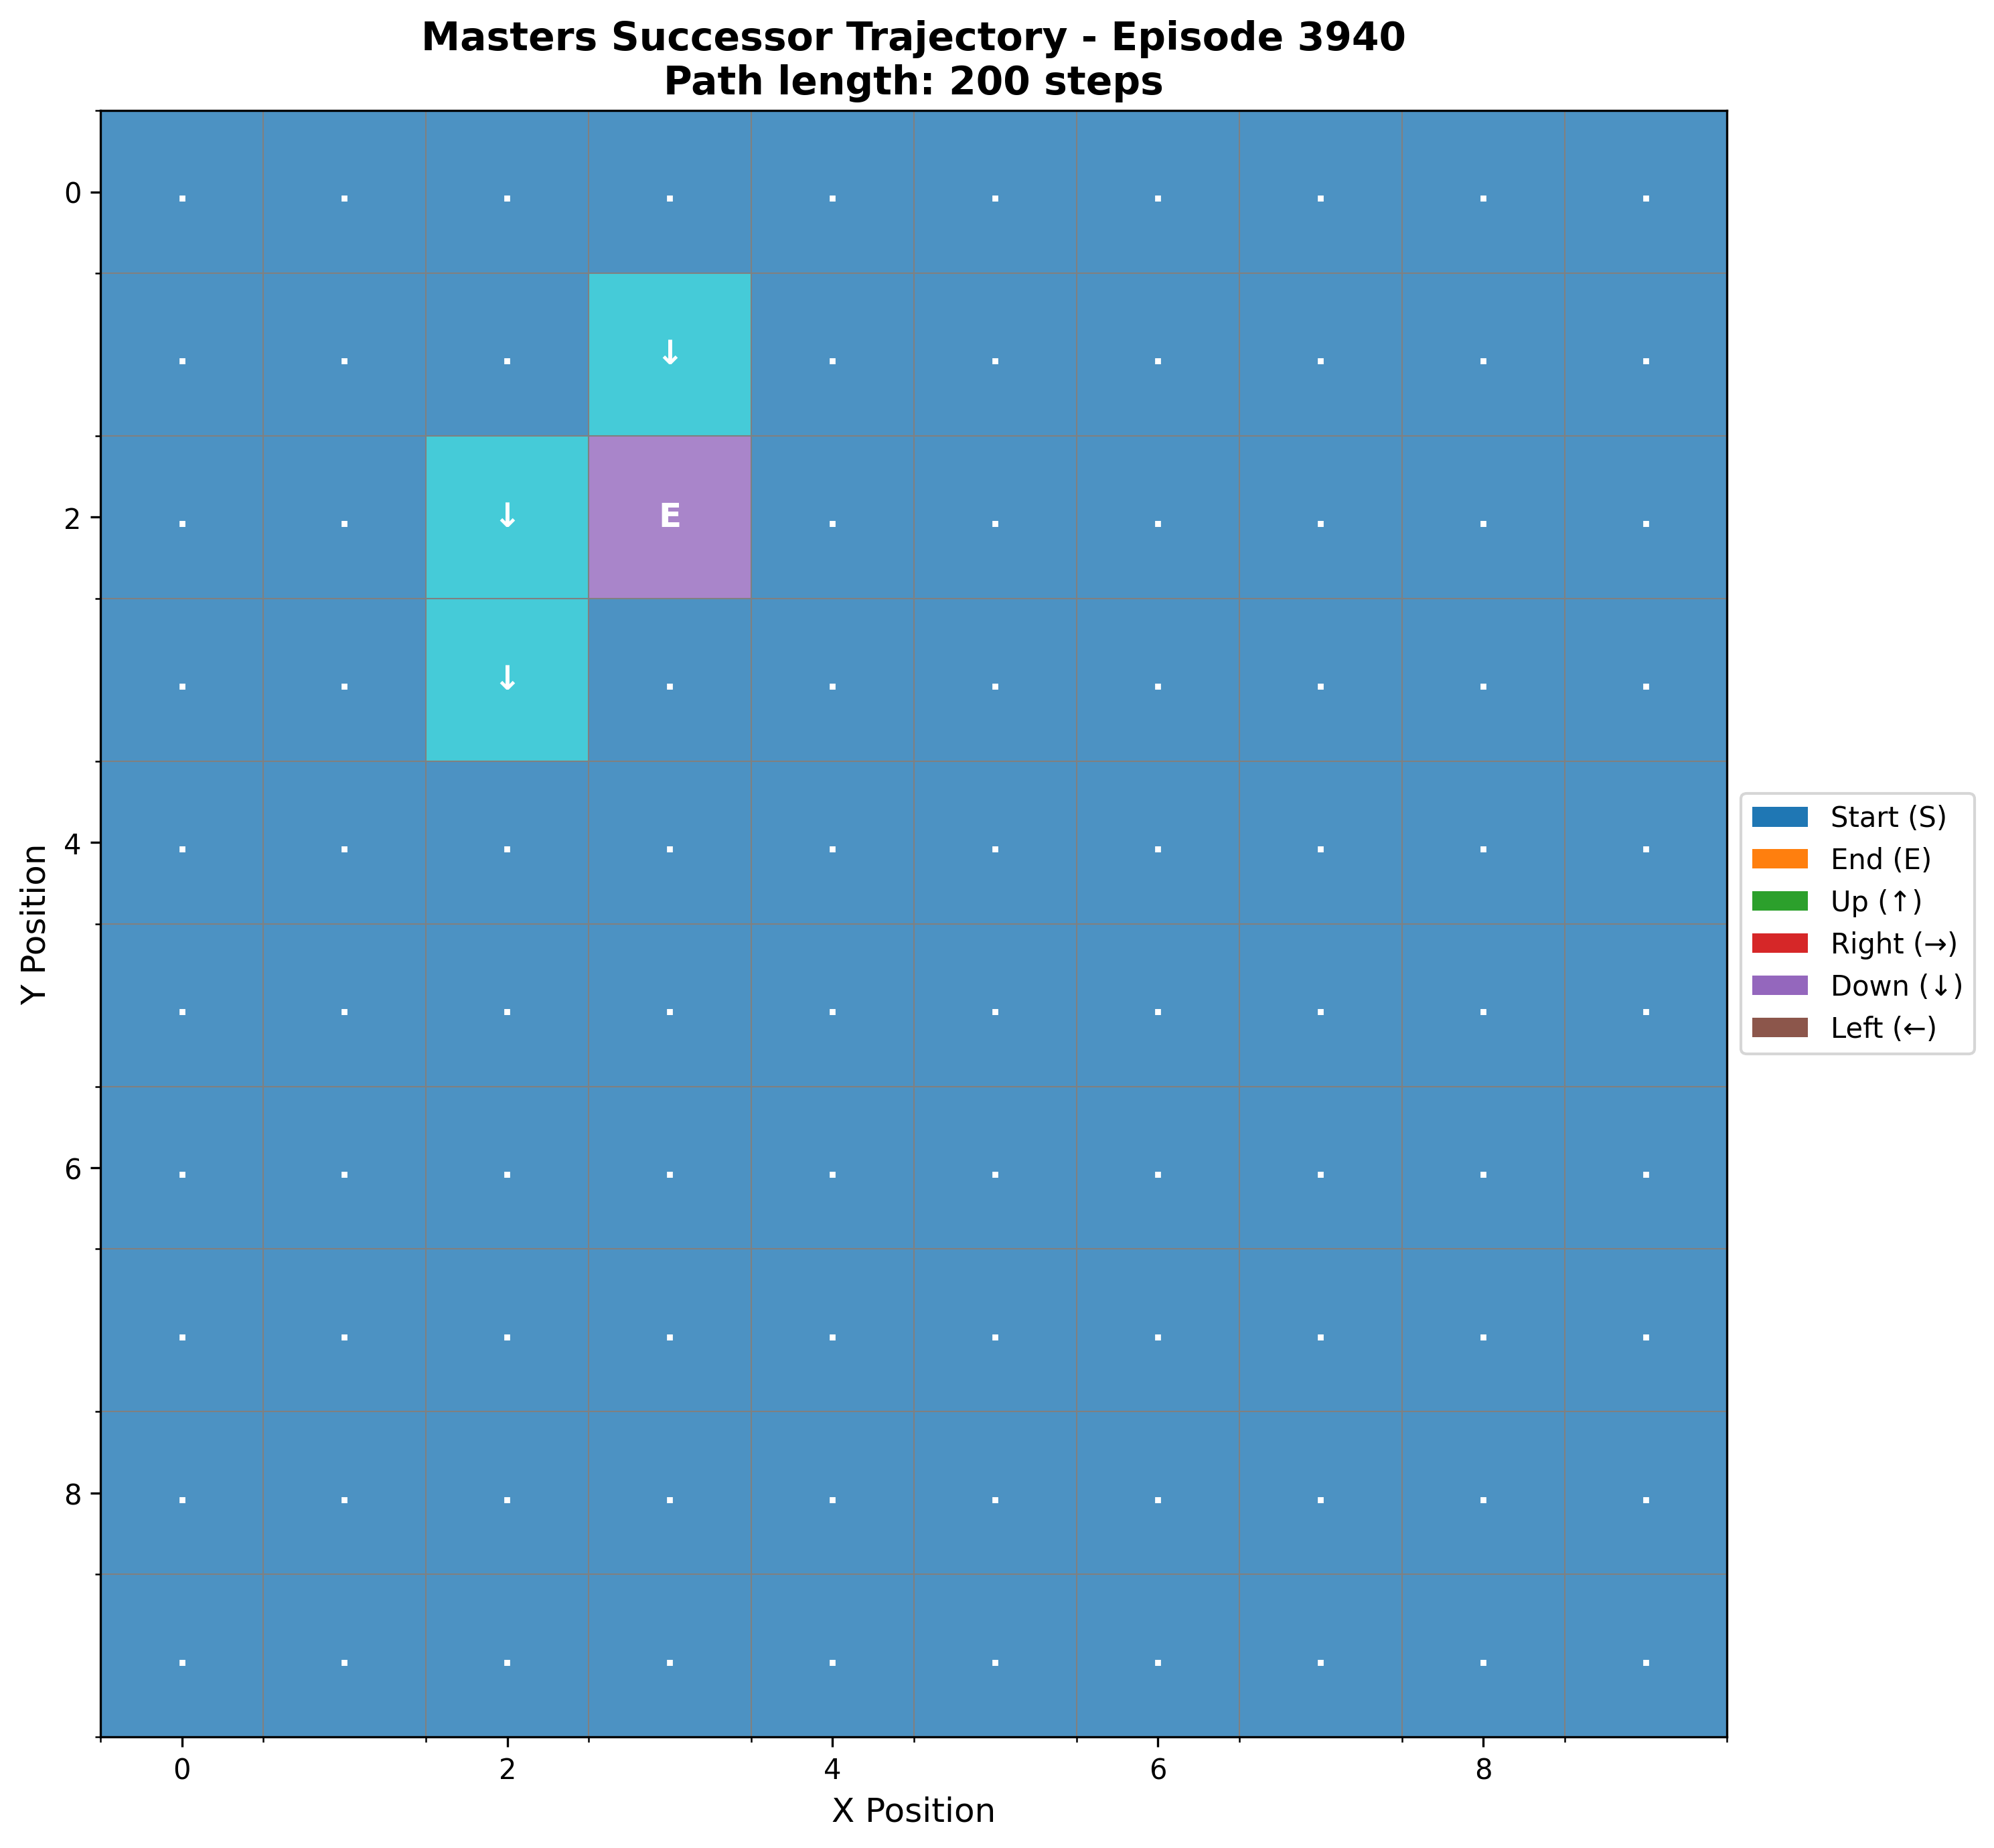 Masters Successor Trajectory - Episode 3940
Path length: 200 steps
0
↓
2
↓
E
↓
4
6
8
Y Position
0 2 4 6 8
X Position
Start (S)
End (E)
Up (↑)
Right (→)
Down (↓)
Left (←)